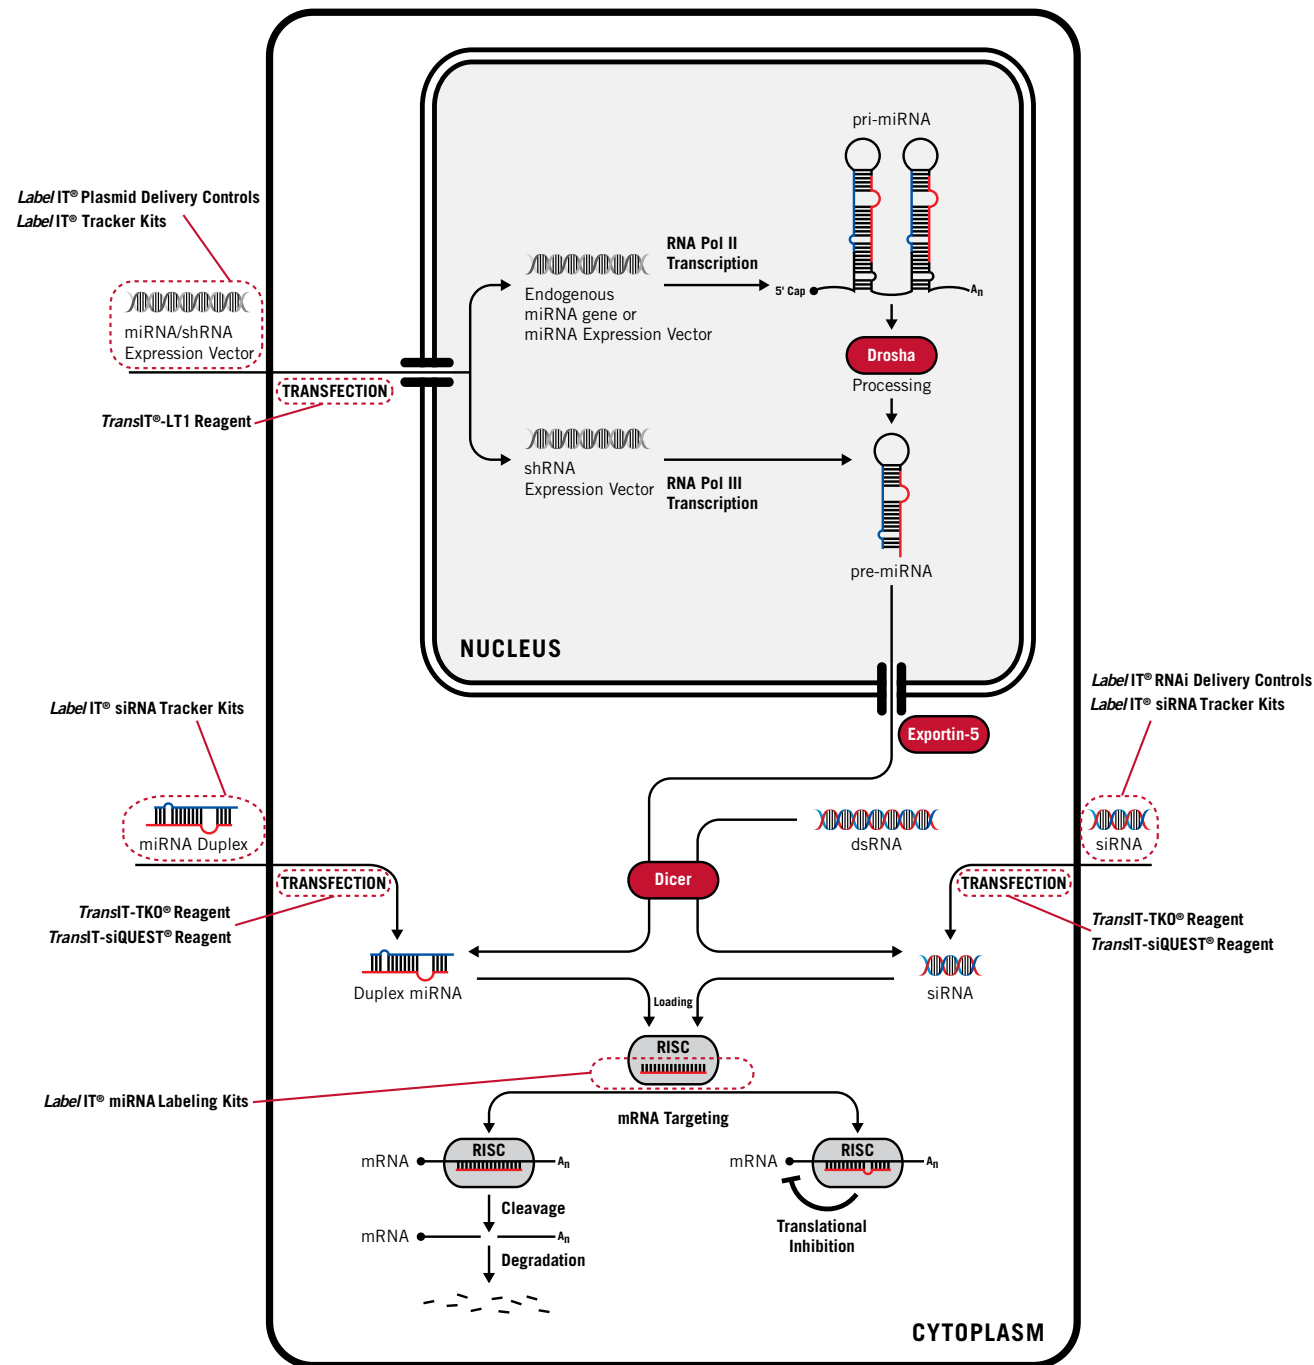 pri-miRNA
Label IT® Plasmid Delivery Controls
Label IT® Tracker Kits
RNA Pol II
Transcription
5' Cap
An
Endogenous
miRNA gene or
miRNA Expression Vector
miRNA/shRNA
Expression Vector
Drosha
Processing
TRANSFECTION
TransIT®-LT1 Reagent
shRNA
Expression Vector
RNA Pol III
Transcription
pre-miRNA
NUCLEUS
Label IT® RNAi Delivery Controls
Label IT® siRNA Tracker Kits
Label IT® siRNA Tracker Kits
Exportin-5
miRNA Duplex
dsRNA
siRNA
Dicer
TRANSFECTION
TRANSFECTION
TransIT-TKO® Reagent
TransIT-siQUEST® Reagent
TransIT-TKO® Reagent
TransIT-siQUEST® Reagent
Duplex miRNA
siRNA
Loading
RISC
Label IT® miRNA Labeling Kits
mRNA Targeting
RISC
mRNA
An
RISC
mRNA
An
Cleavage
mRNA
An
Translational
Inhibition
Degradation
CYTOPLASM